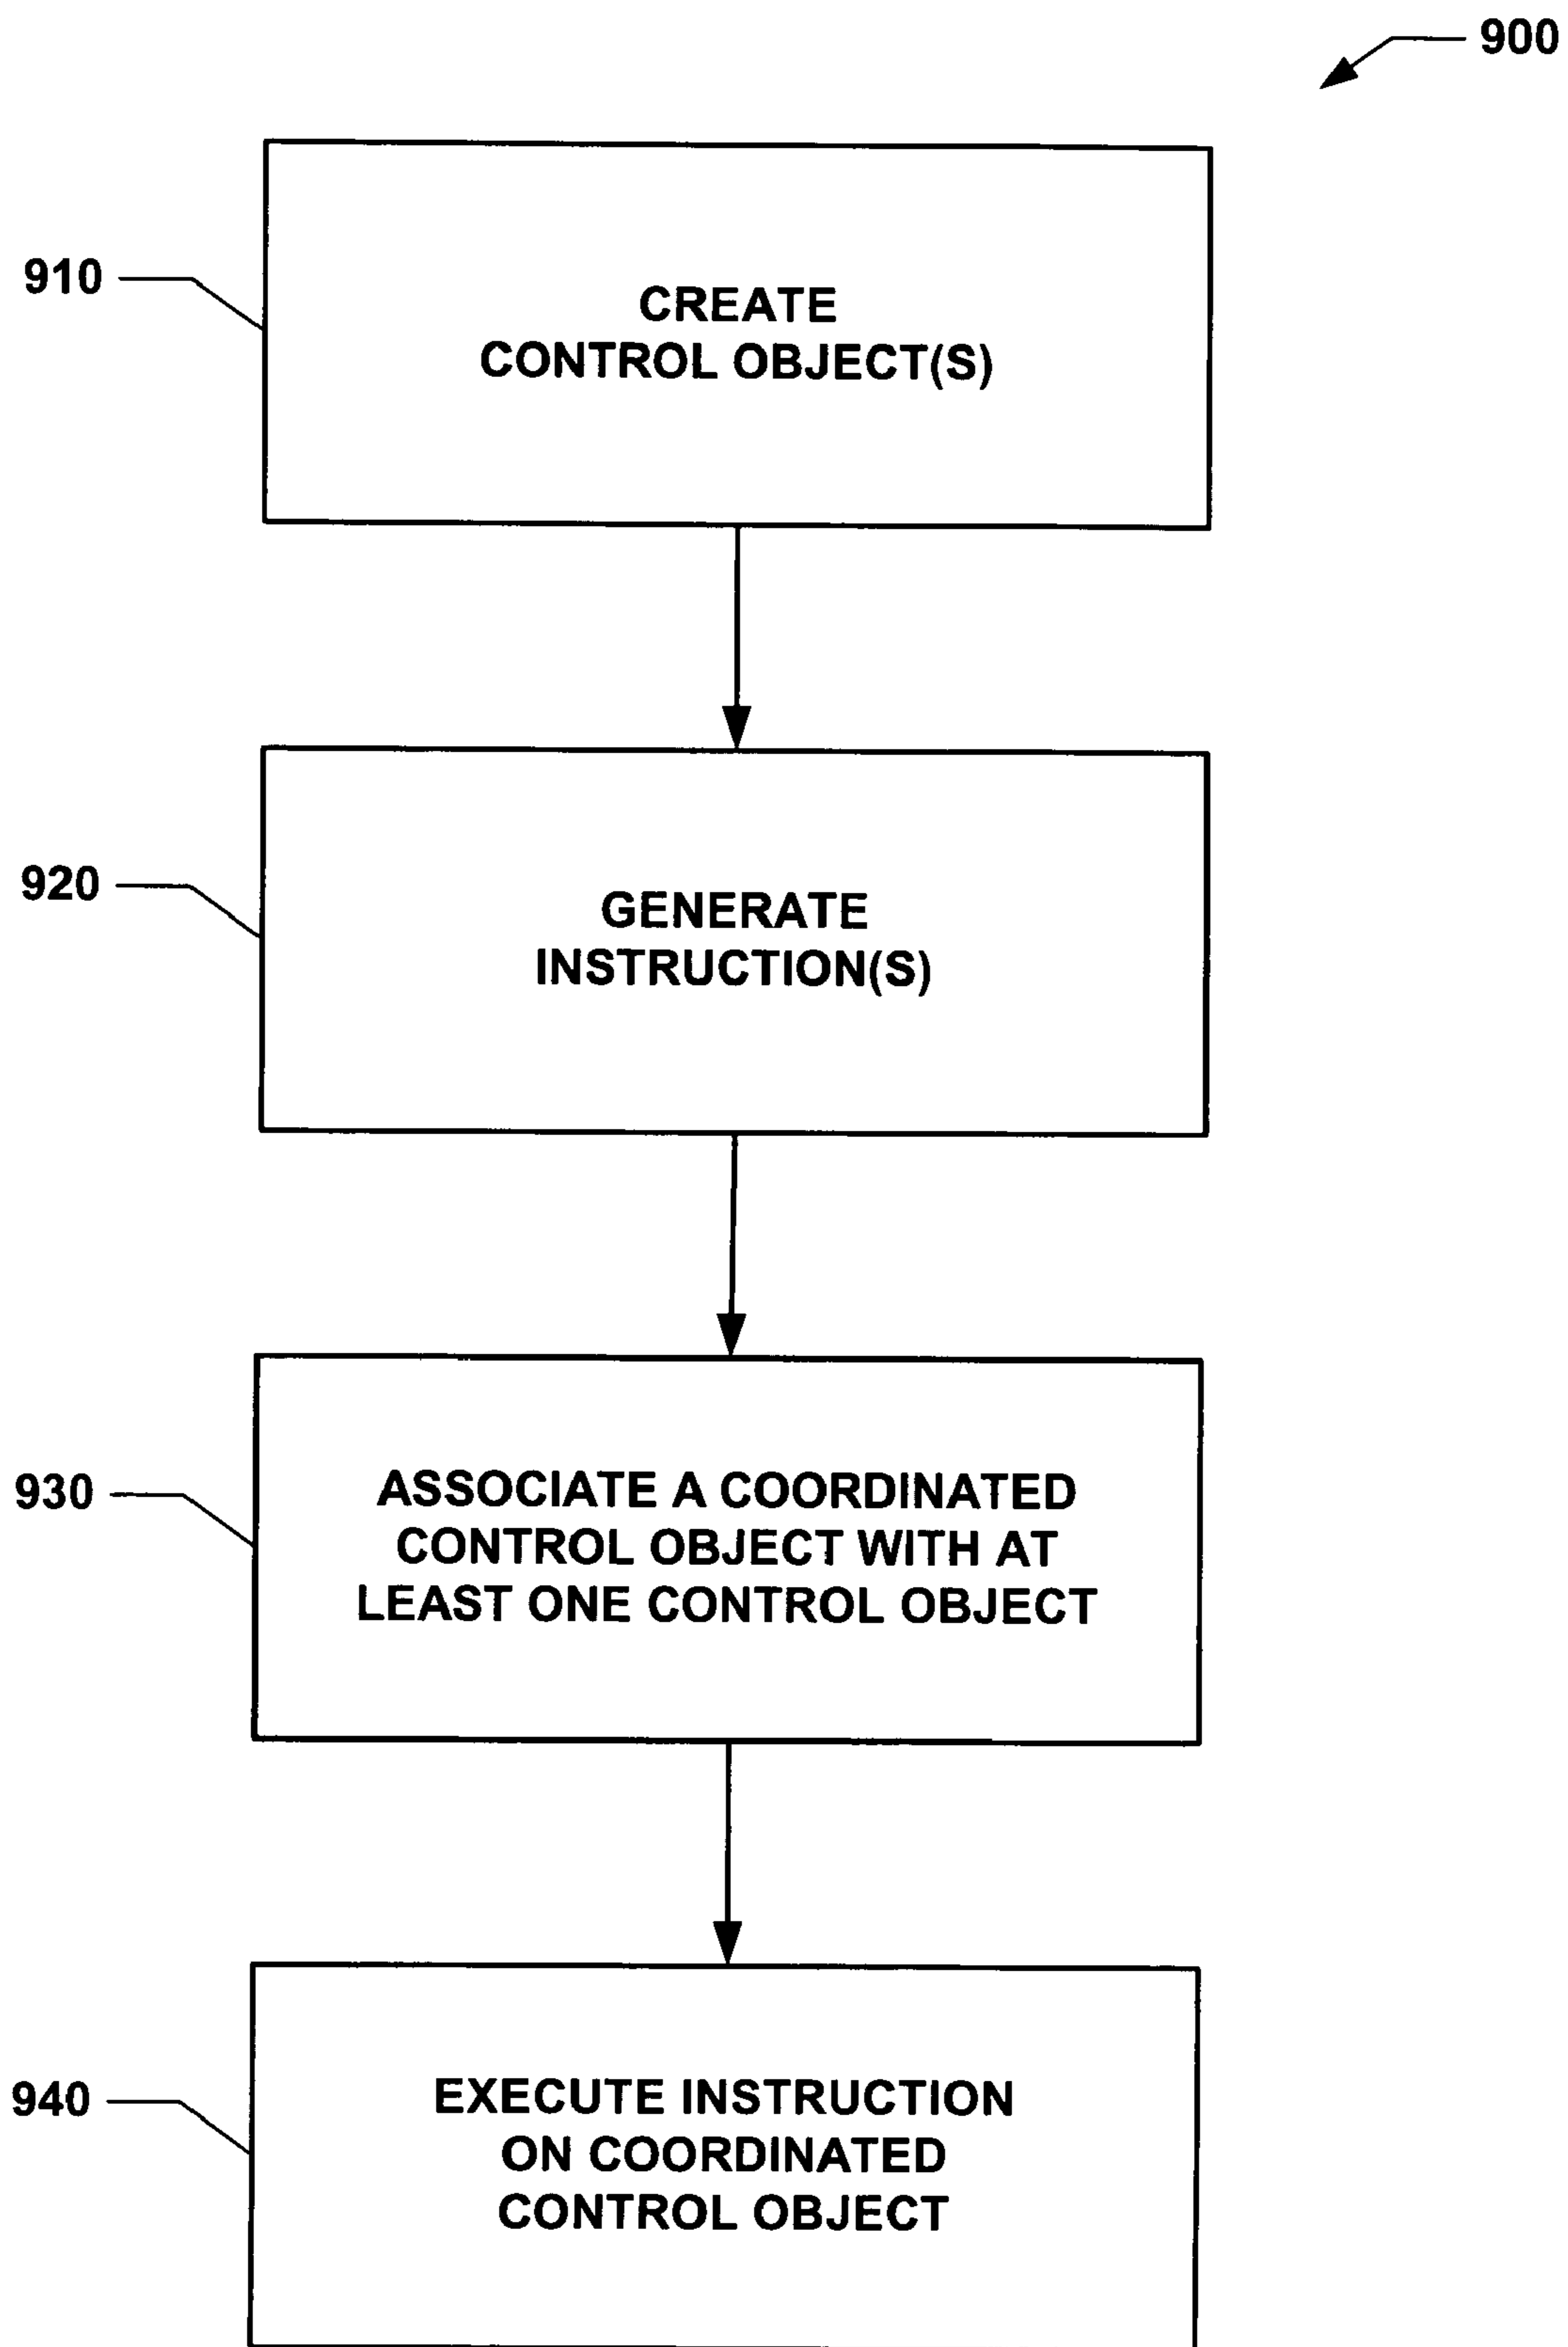 900
910
CREATE
CONTROL OBJECT(S)
920
GENERATE
INSTRUCTION(S)
930
ASSOCIATE A COORDINATED
CONTROL OBJECT WITH AT
LEAST ONE CONTROL OBJECT
940
EXECUTE INSTRUCTION
ON COORDINATED
CONTROL OBJECT